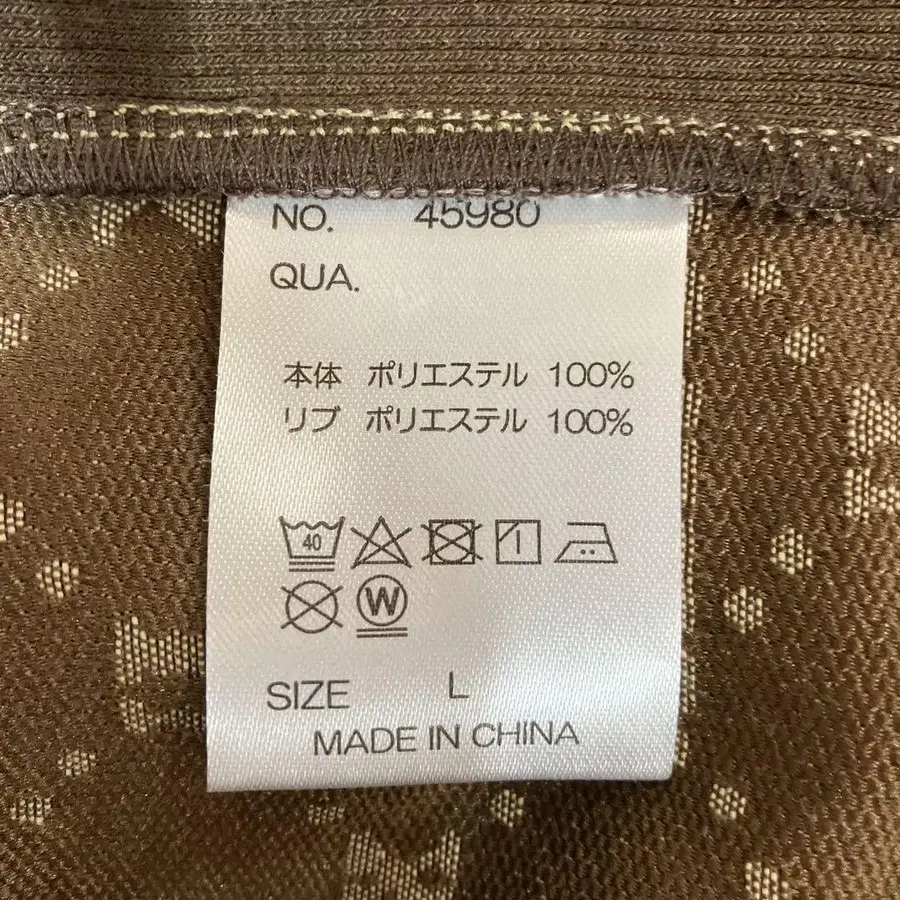 NO. 45980
QUA.
本体 ポリエステル 100%
リブ ポリエステル 100%
40
W
SIZE L
MADE IN CHINA